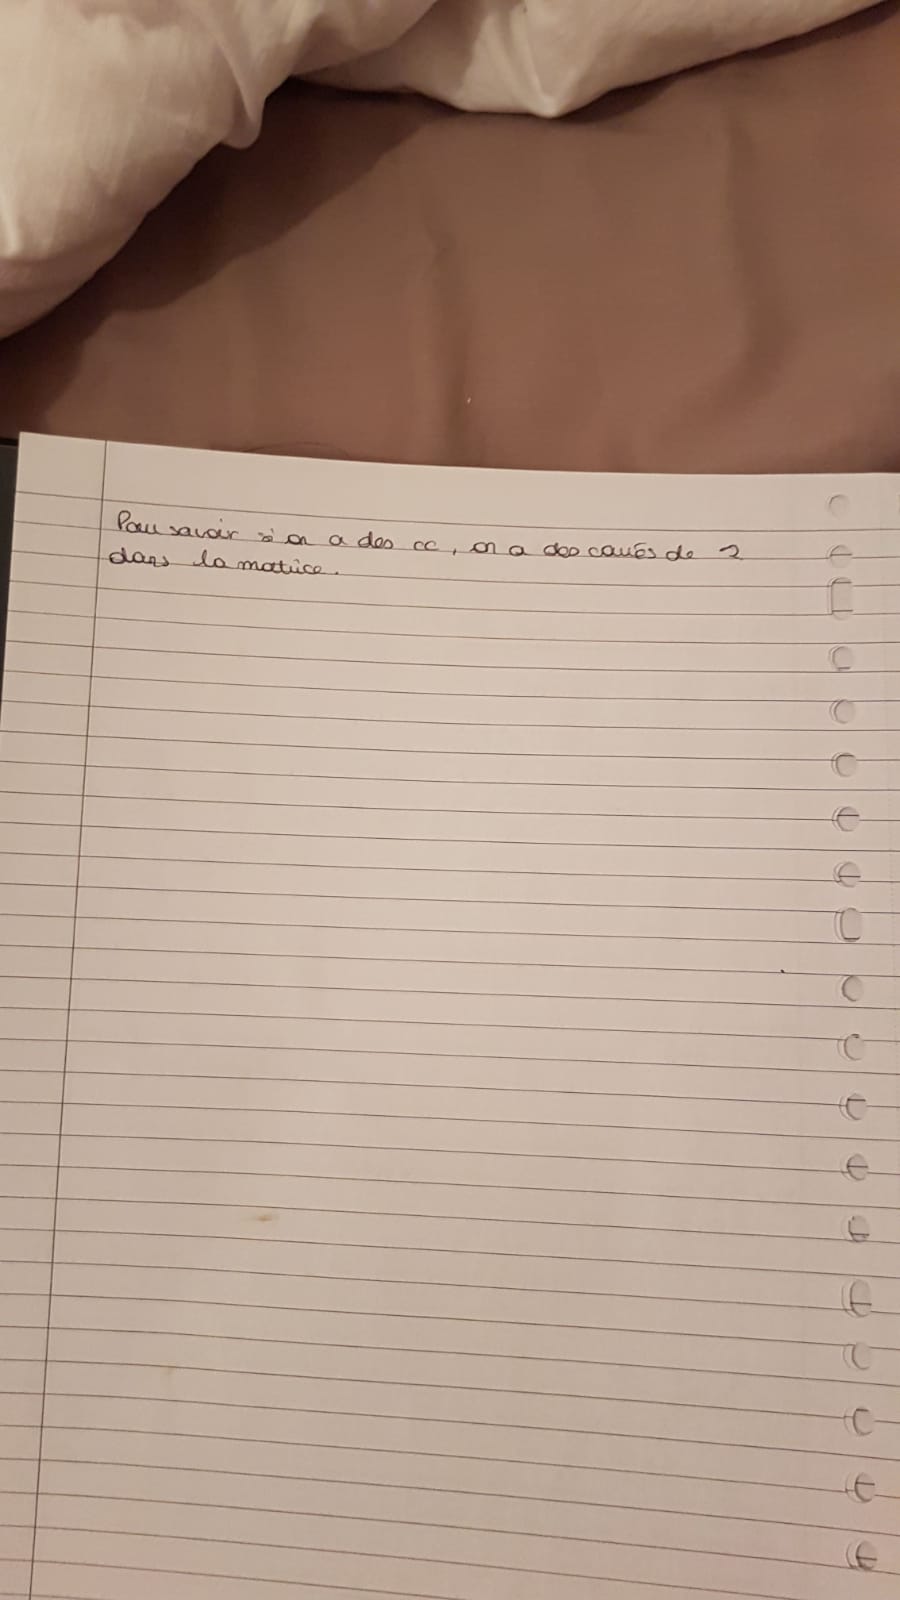 Pour savoir si on a des cc, on a des carrés de 2
dans la matrice.